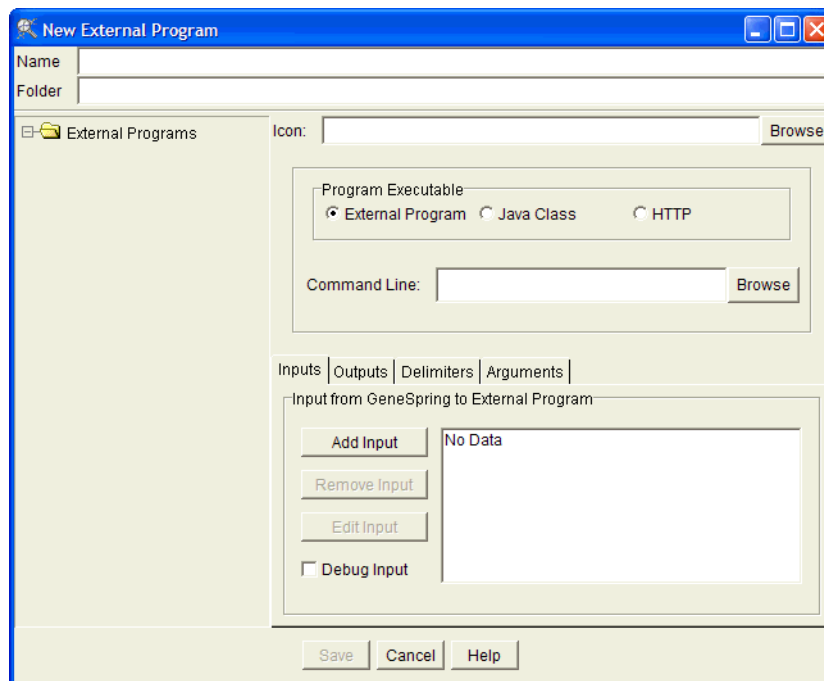 New External Program
Name
Folder
External Programs
Icon:
Browse
Program Executable
External Program Java Class HTTP
Command Line:
Browse
Inputs Outputs Delimiters Arguments
Input from GeneSpring to External Program
Add Input
No Data
Remove Input
Edit Input
Debug Input
Save Cancel Help